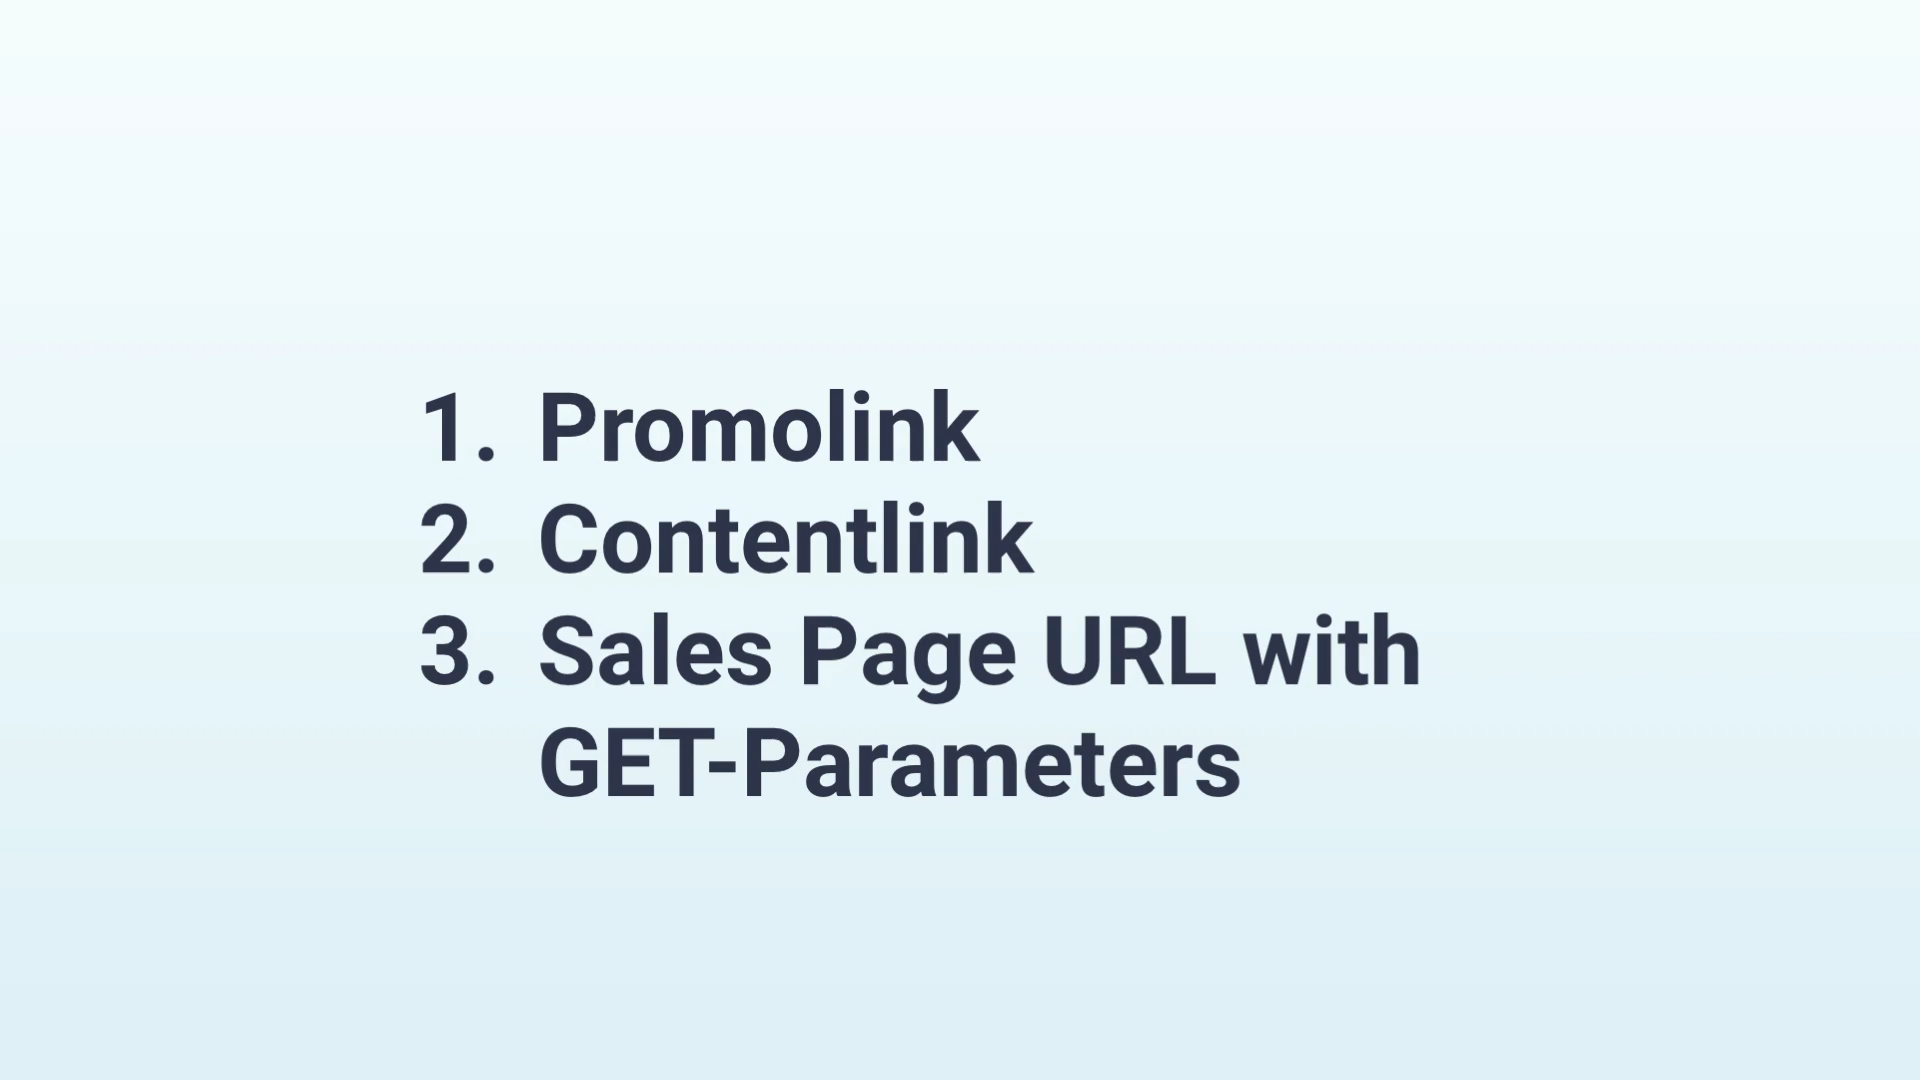 1. Promolink
2. Contentlink
3. Sales Page URL with
GET-Parameters